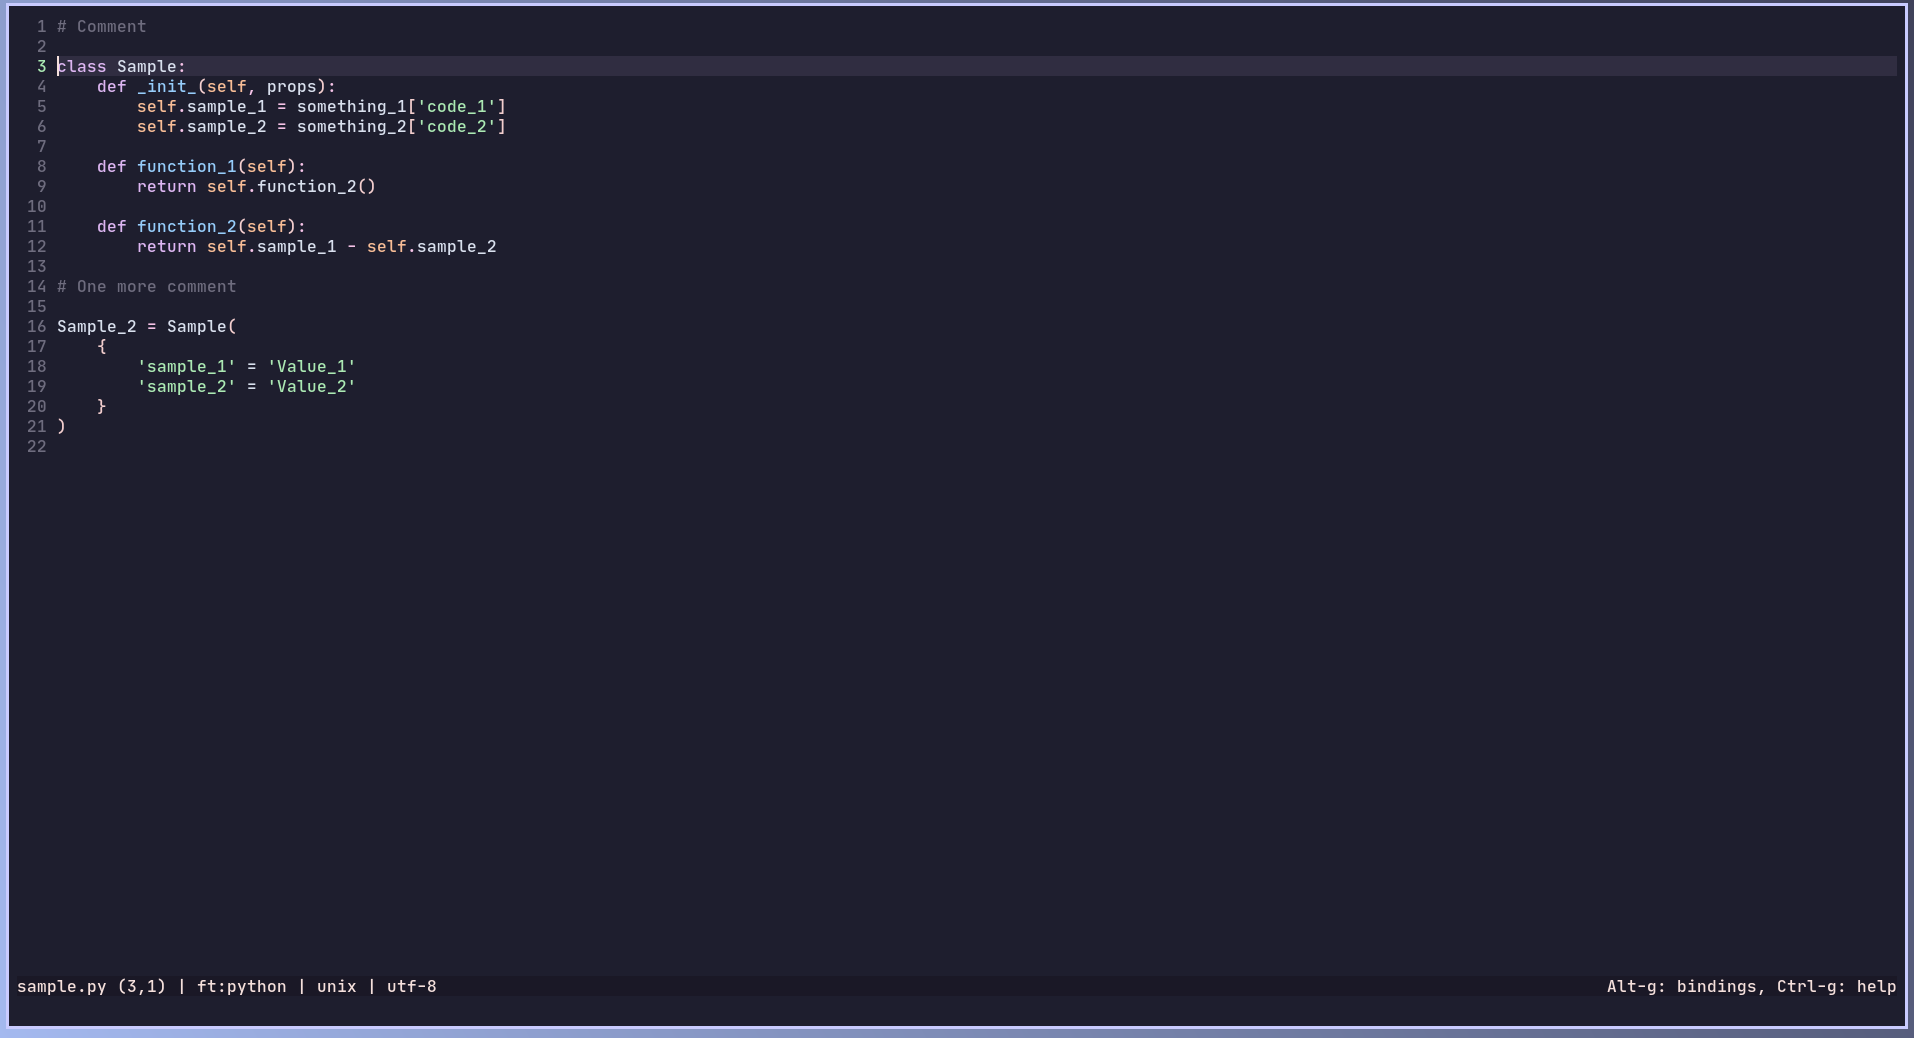 1 # Comment
2
3 class Sample:
4     def _init_(self, props):
5         self.sample_1 = something_1['code_1']
6         self.sample_2 = something_2['code_2']
7
8     def function_1(self):
9         return self.function_2()
10
11     def function_2(self):
12         return self.sample_1 - self.sample_2
13
14 # One more comment
15
16 Sample_2 = Sample(
17     {
18         'sample_1' = 'Value_1'
19         'sample_2' = 'Value_2'
20     }
21 )
22
sample.py (3,1) | ft:python | unix | utf-8 Alt-g: bindings, Ctrl-g: help